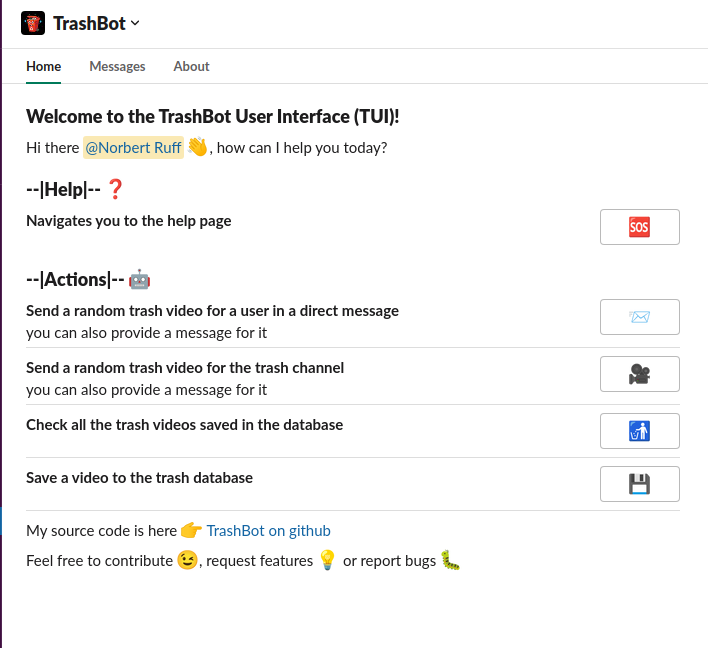 TrashBot
Home Messages About
Welcome to the TrashBot User Interface (TUI)!
Hi there @Norbert Ruff 👋, how can I help you today?
--|Help|-- ❓
Navigates you to the help page
🆘
--|Actions|-- 🤖
Send a random trash video for a user in a direct message
you can also provide a message for it
Send a random trash video for the trash channel
you can also provide a message for it
Check all the trash videos saved in the database
Save a video to the trash database
My source code is here 👉 TrashBot on github
Feel free to contribute 😉, request features 💡 or report bugs 🐛